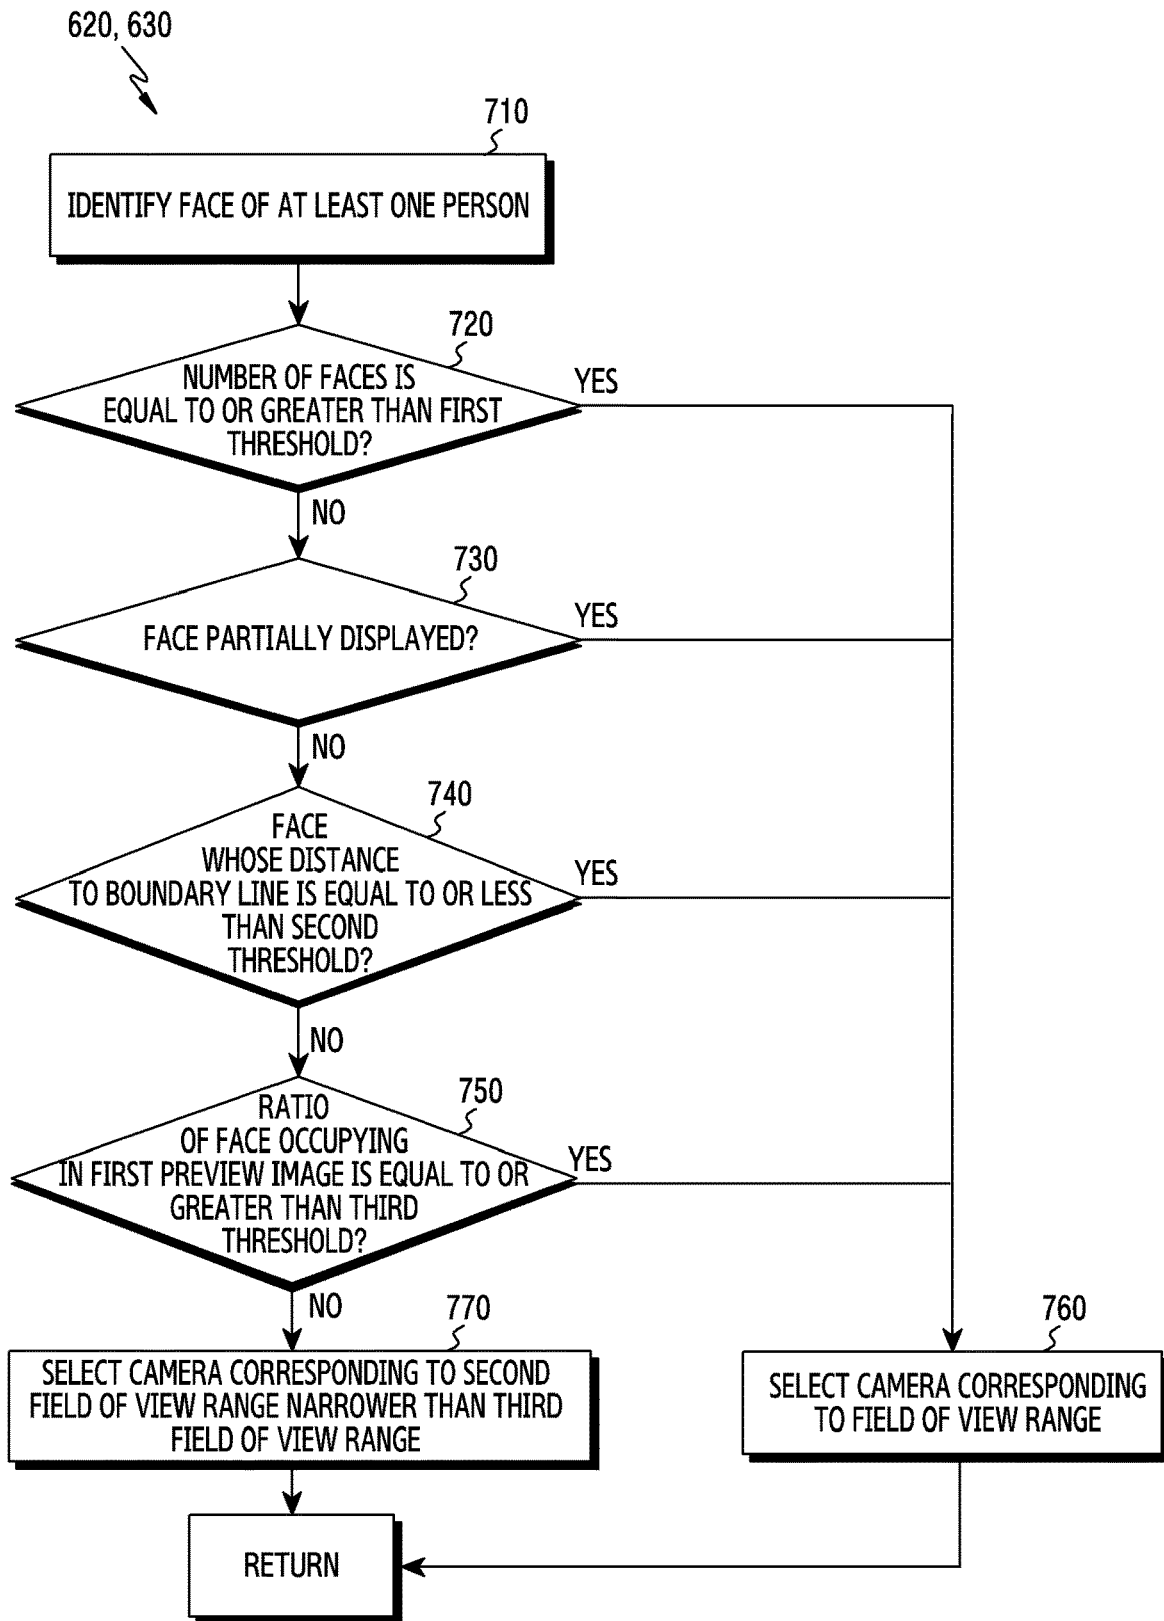 620, 630
710
IDENTIFY FACE OF AT LEAST ONE PERSON
720
NUMBER OF FACES IS
EQUAL TO OR GREATER THAN FIRST
THRESHOLD?
YES
NO
730
FACE PARTIALLY DISPLAYED?
YES
NO
740
FACE
WHOSE DISTANCE
TO BOUNDARY LINE IS EQUAL TO OR LESS
THAN SECOND
THRESHOLD?
YES
NO
750
RATIO
OF FACE OCCUPYING
IN FIRST PREVIEW IMAGE IS EQUAL TO OR
GREATER THAN THIRD
THRESHOLD?
YES
NO
770
SELECT CAMERA CORRESPONDING TO SECOND
FIELD OF VIEW RANGE NARROWER THAN THIRD
FIELD OF VIEW RANGE
760
SELECT CAMERA CORRESPONDING
TO FIELD OF VIEW RANGE
RETURN